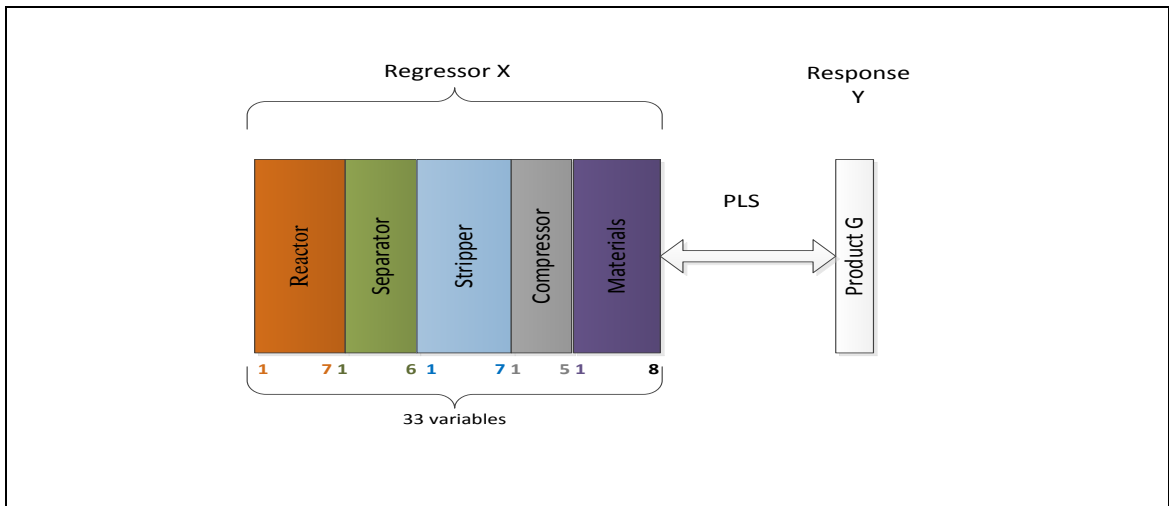 Regressor X
Response
Y
Reactor
Separator
Stripper
Compressor
Materials
PLS
Product G
1 7 1 6 1 7 1 5 1 8
33 variables